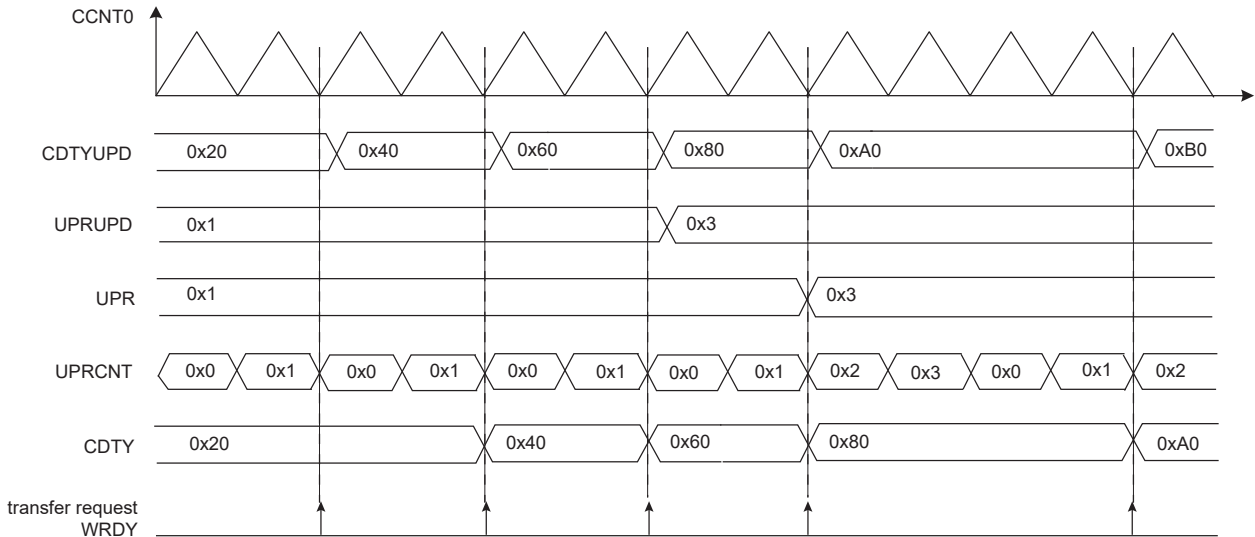 CCNT0
CDTYUPD 0x20 0x40 0x60 0x80 0xA0 0xB0
UPRUPD 0x1 0x3
UPR 0x1 0x3
UPRCNT 0x0 0x1 0x0 0x1 0x0 0x1 0x0 0x1 0x2 0x3 0x0 0x1 0x2
CDTY 0x20 0x40 0x60 0x80 0xA0
transfer request
WRDY